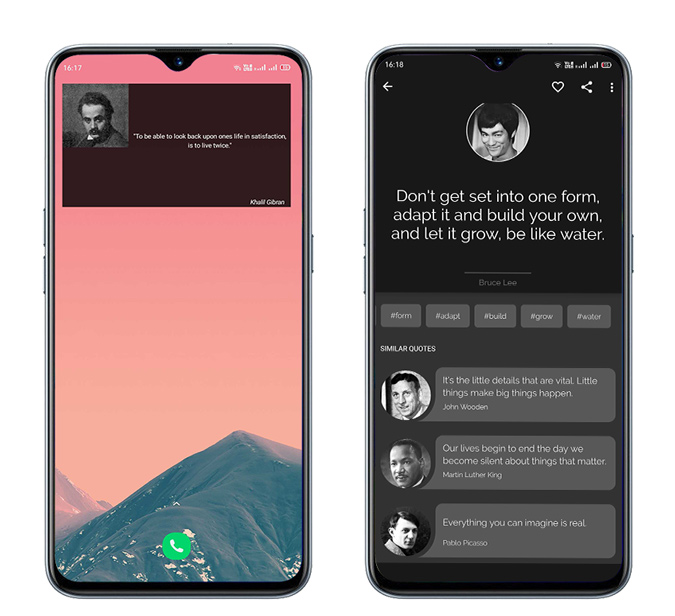 16:17
"To be able to look back upon ones life in satisfaction,
is to live twice."
Khalil Gibran
16:18
Don't get set into one form,
adapt it and build your own,
and let it grow, be like water.
Bruce Lee
#form #adapt #build #grow #water
SIMILAR QUOTES
It's the little details that are vital. Little
things make big things happen.
John Wooden
Our lives begin to end the day we
become silent about things that matter.
Martin Luther King
Everything you can imagine is real.
Pablo Picasso